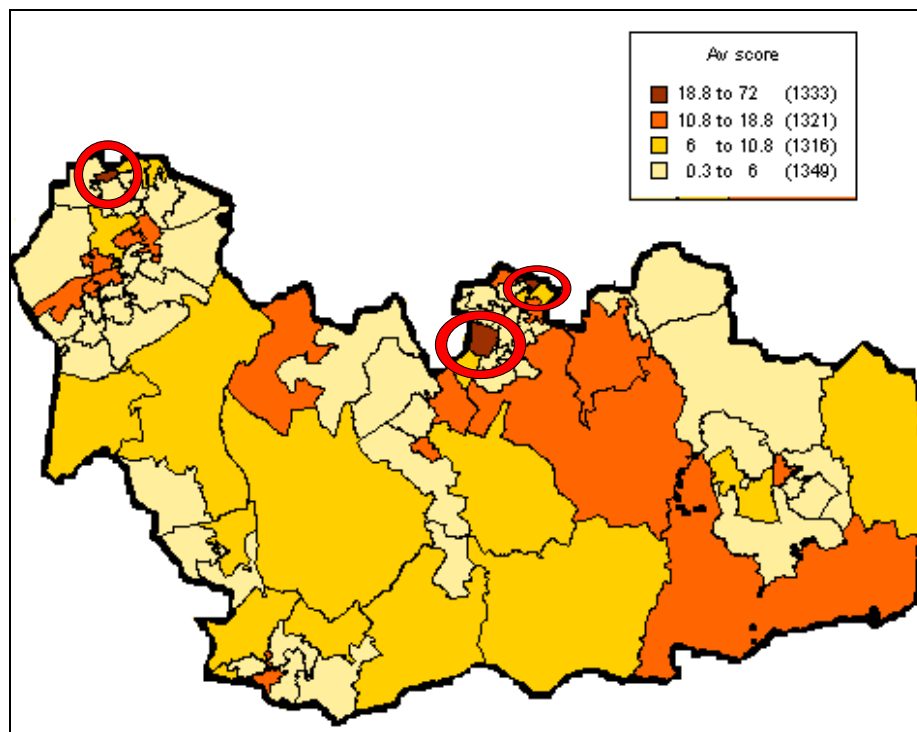 Av score
18.8 to 72 (1333)
10.8 to 18.8 (1321)
6 to 10.8 (1316)
0.3 to 6 (1349)